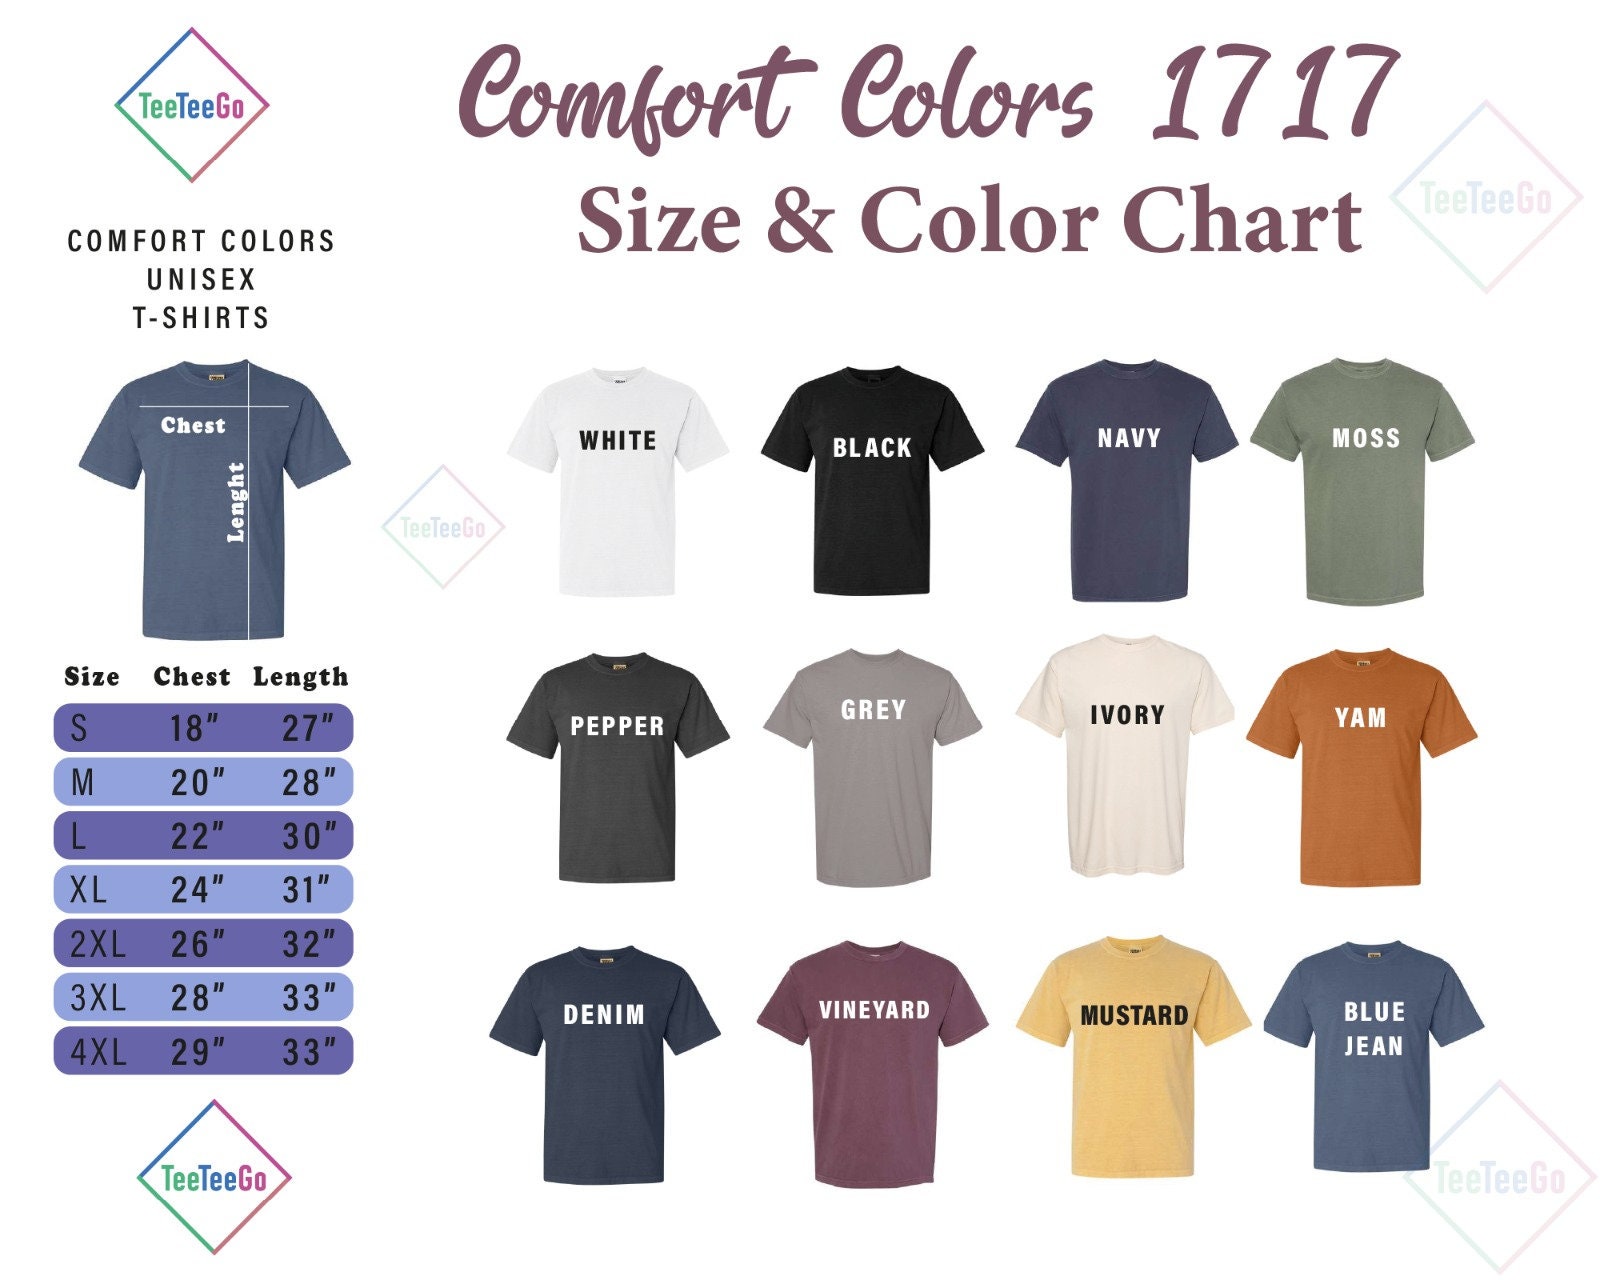 TeeTeeGo
Comfort Colors 1717
Size & Color Chart
TeeTeeGo
COMFORT COLORS
UNISEX
T-SHIRTS
Chest
Lenght
TeeTeeGo
WHITE
BLACK
NAVY
MOSS
PEPPER
GREY
IVORY
YAM
DENIM
VINEYARD
MUSTARD
BLUE
JEAN
Size Chest Length
S 18" 27"
M 20" 28"
L 22" 30"
XL 24" 31"
2XL 26" 32"
3XL 28" 33"
4XL 29" 33"
TeeTeeGo
TeeTeeGo